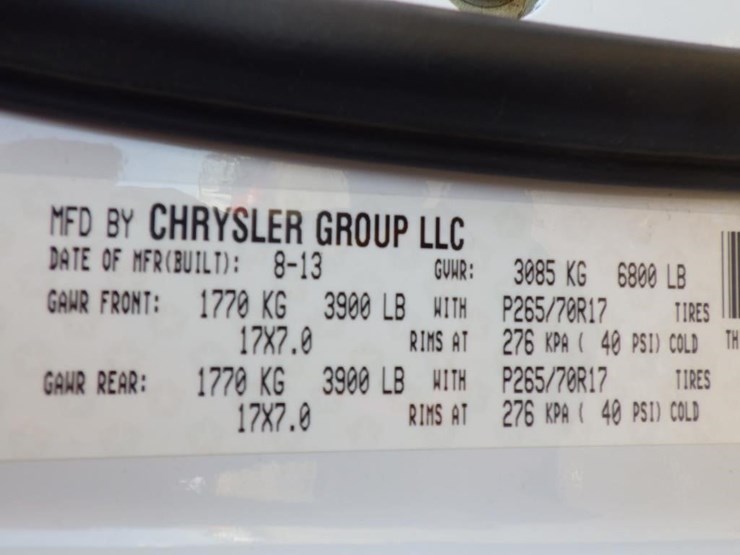 MFD BY CHRYSLER GROUP LLC
DATE OF MFR(BUILT): 8-13 GVWR: 3085 KG 6800 LB
GAWR FRONT: 1770 KG 3900 LB WITH P265/70R17 TIRES
17X7.0 RIMS AT 276 KPA ( 40 PSI) COLD TH
GAWR REAR: 1770 KG 3900 LB WITH P265/70R17 TIRES
17X7.0 RIMS AT 276 KPA ( 40 PSI) COLD